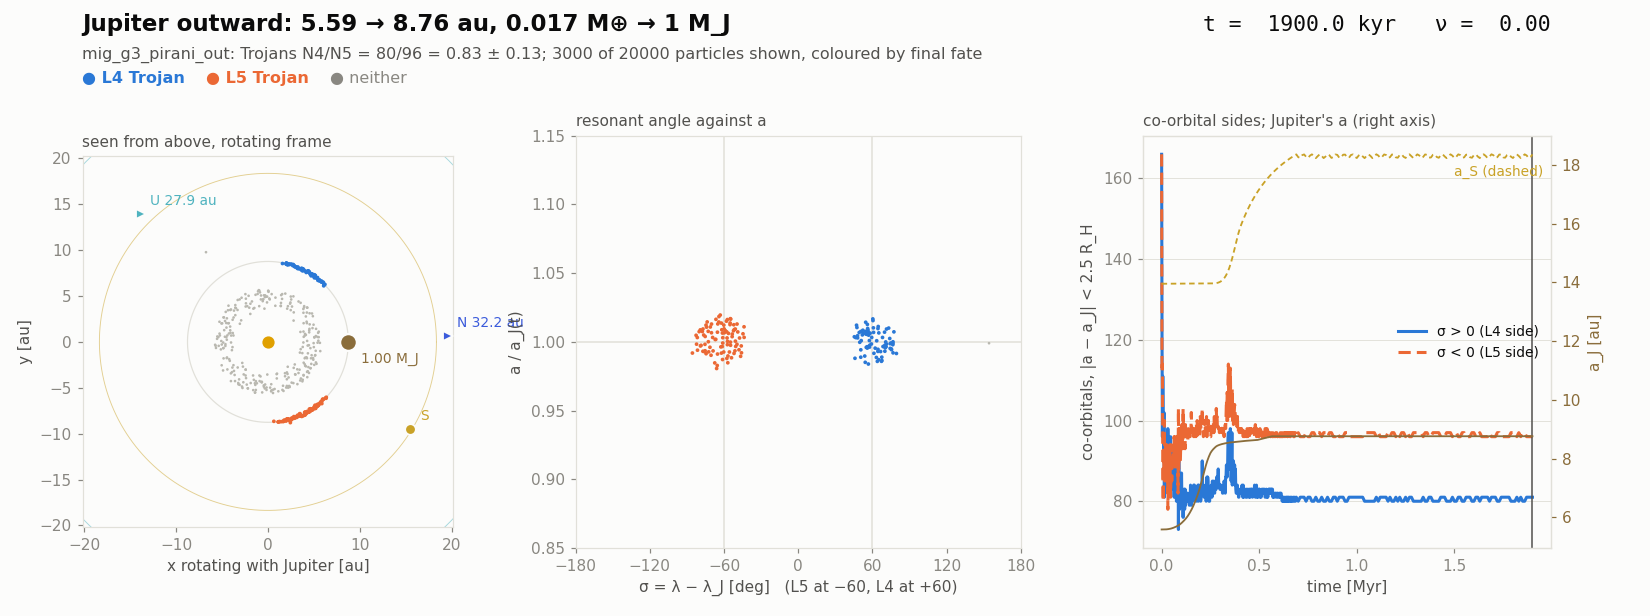 Jupiter outward: 5.59 → 8.76 au, 0.017 M⊕ → 1 M_J
t =  1900.0 kyr   ν =  0.00
mig_g3_pirani_out: Trojans N4/N5 = 80/96 = 0.83 ± 0.13; 3000 of 20000 particles shown, coloured by final fate
L4 Trojan
L5 Trojan
neither
seen from above, rotating frame
20
15
10
5
0
−5
−10
−15
−20
y [au]
−20
−10
0
10
20
x rotating with Jupiter [au]
U 27.9 au
N 32.2 au
1.00 M_J
S
resonant angle against a
1.15
1.10
1.05
1.00
0.95
0.90
0.85
a / a_J(t)
−180
−120
−60
0
60
120
180
σ = λ − λ_J [deg]   (L5 at −60, L4 at +60)
co-orbital sides; Jupiter's a (right axis)
160
140
120
100
80
co-orbitals, |a − a_J| < 2.5 R_H
a_S (dashed)
σ > 0 (L4 side)
σ < 0 (L5 side)
18
16
14
12
10
8
6
a_J [au]
0.0
0.5
1.0
1.5
time [Myr]